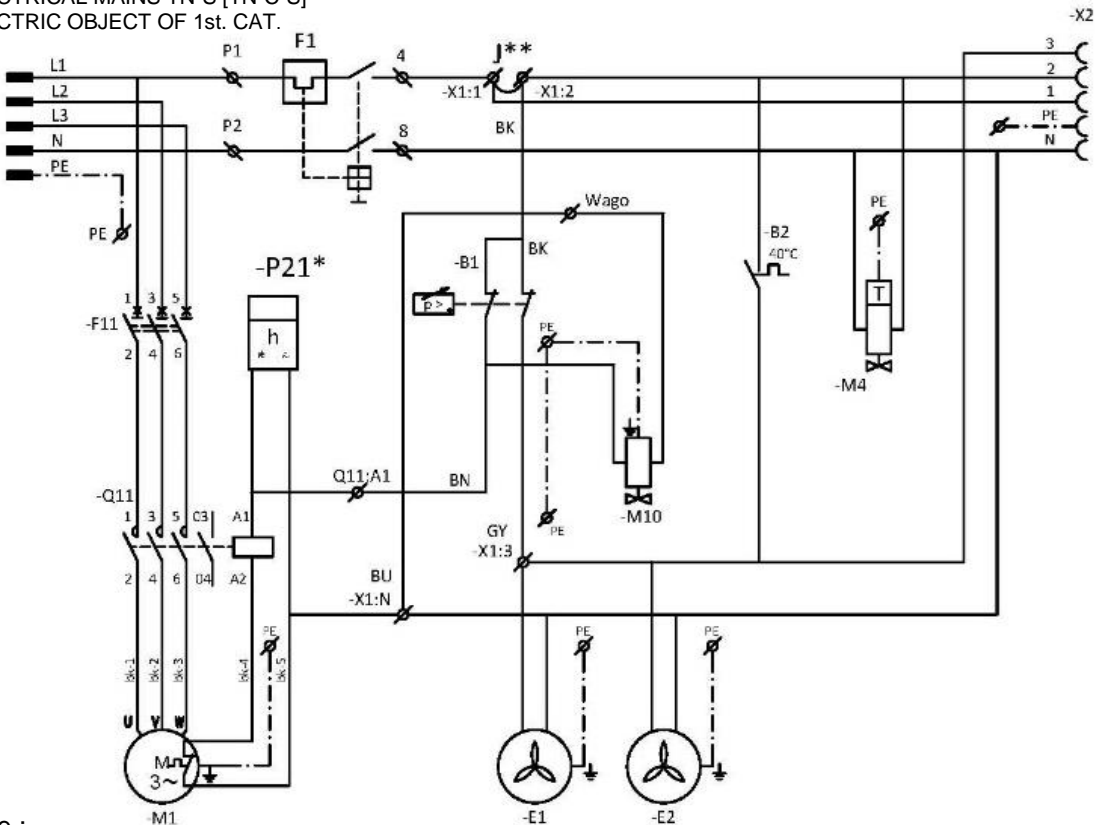 CTRIC OBJECT OF 1st. CAT.
-X2
P1
F1
4
J**
3
L1
2
-X1:1
-X1:2
L2
1
L3
P2
8
BK
PE
N
N
PE
Wago
PE
PE
-B2
40°C
BK
-B1
-P21*
1 3 5
p>
T
-F11
h
PE
2 4 6
-M4
Q11:A1
BN
-Q11
1 3 5 03 A1
-M10
GY
PE
-X1:3
2 4 6 04 A2
BU
-X1:N
PE
PE
PE
bk-1
bk-2
bk-3
bk-4
bk-5
U V W
M
3~
-M1
-E1
-E2